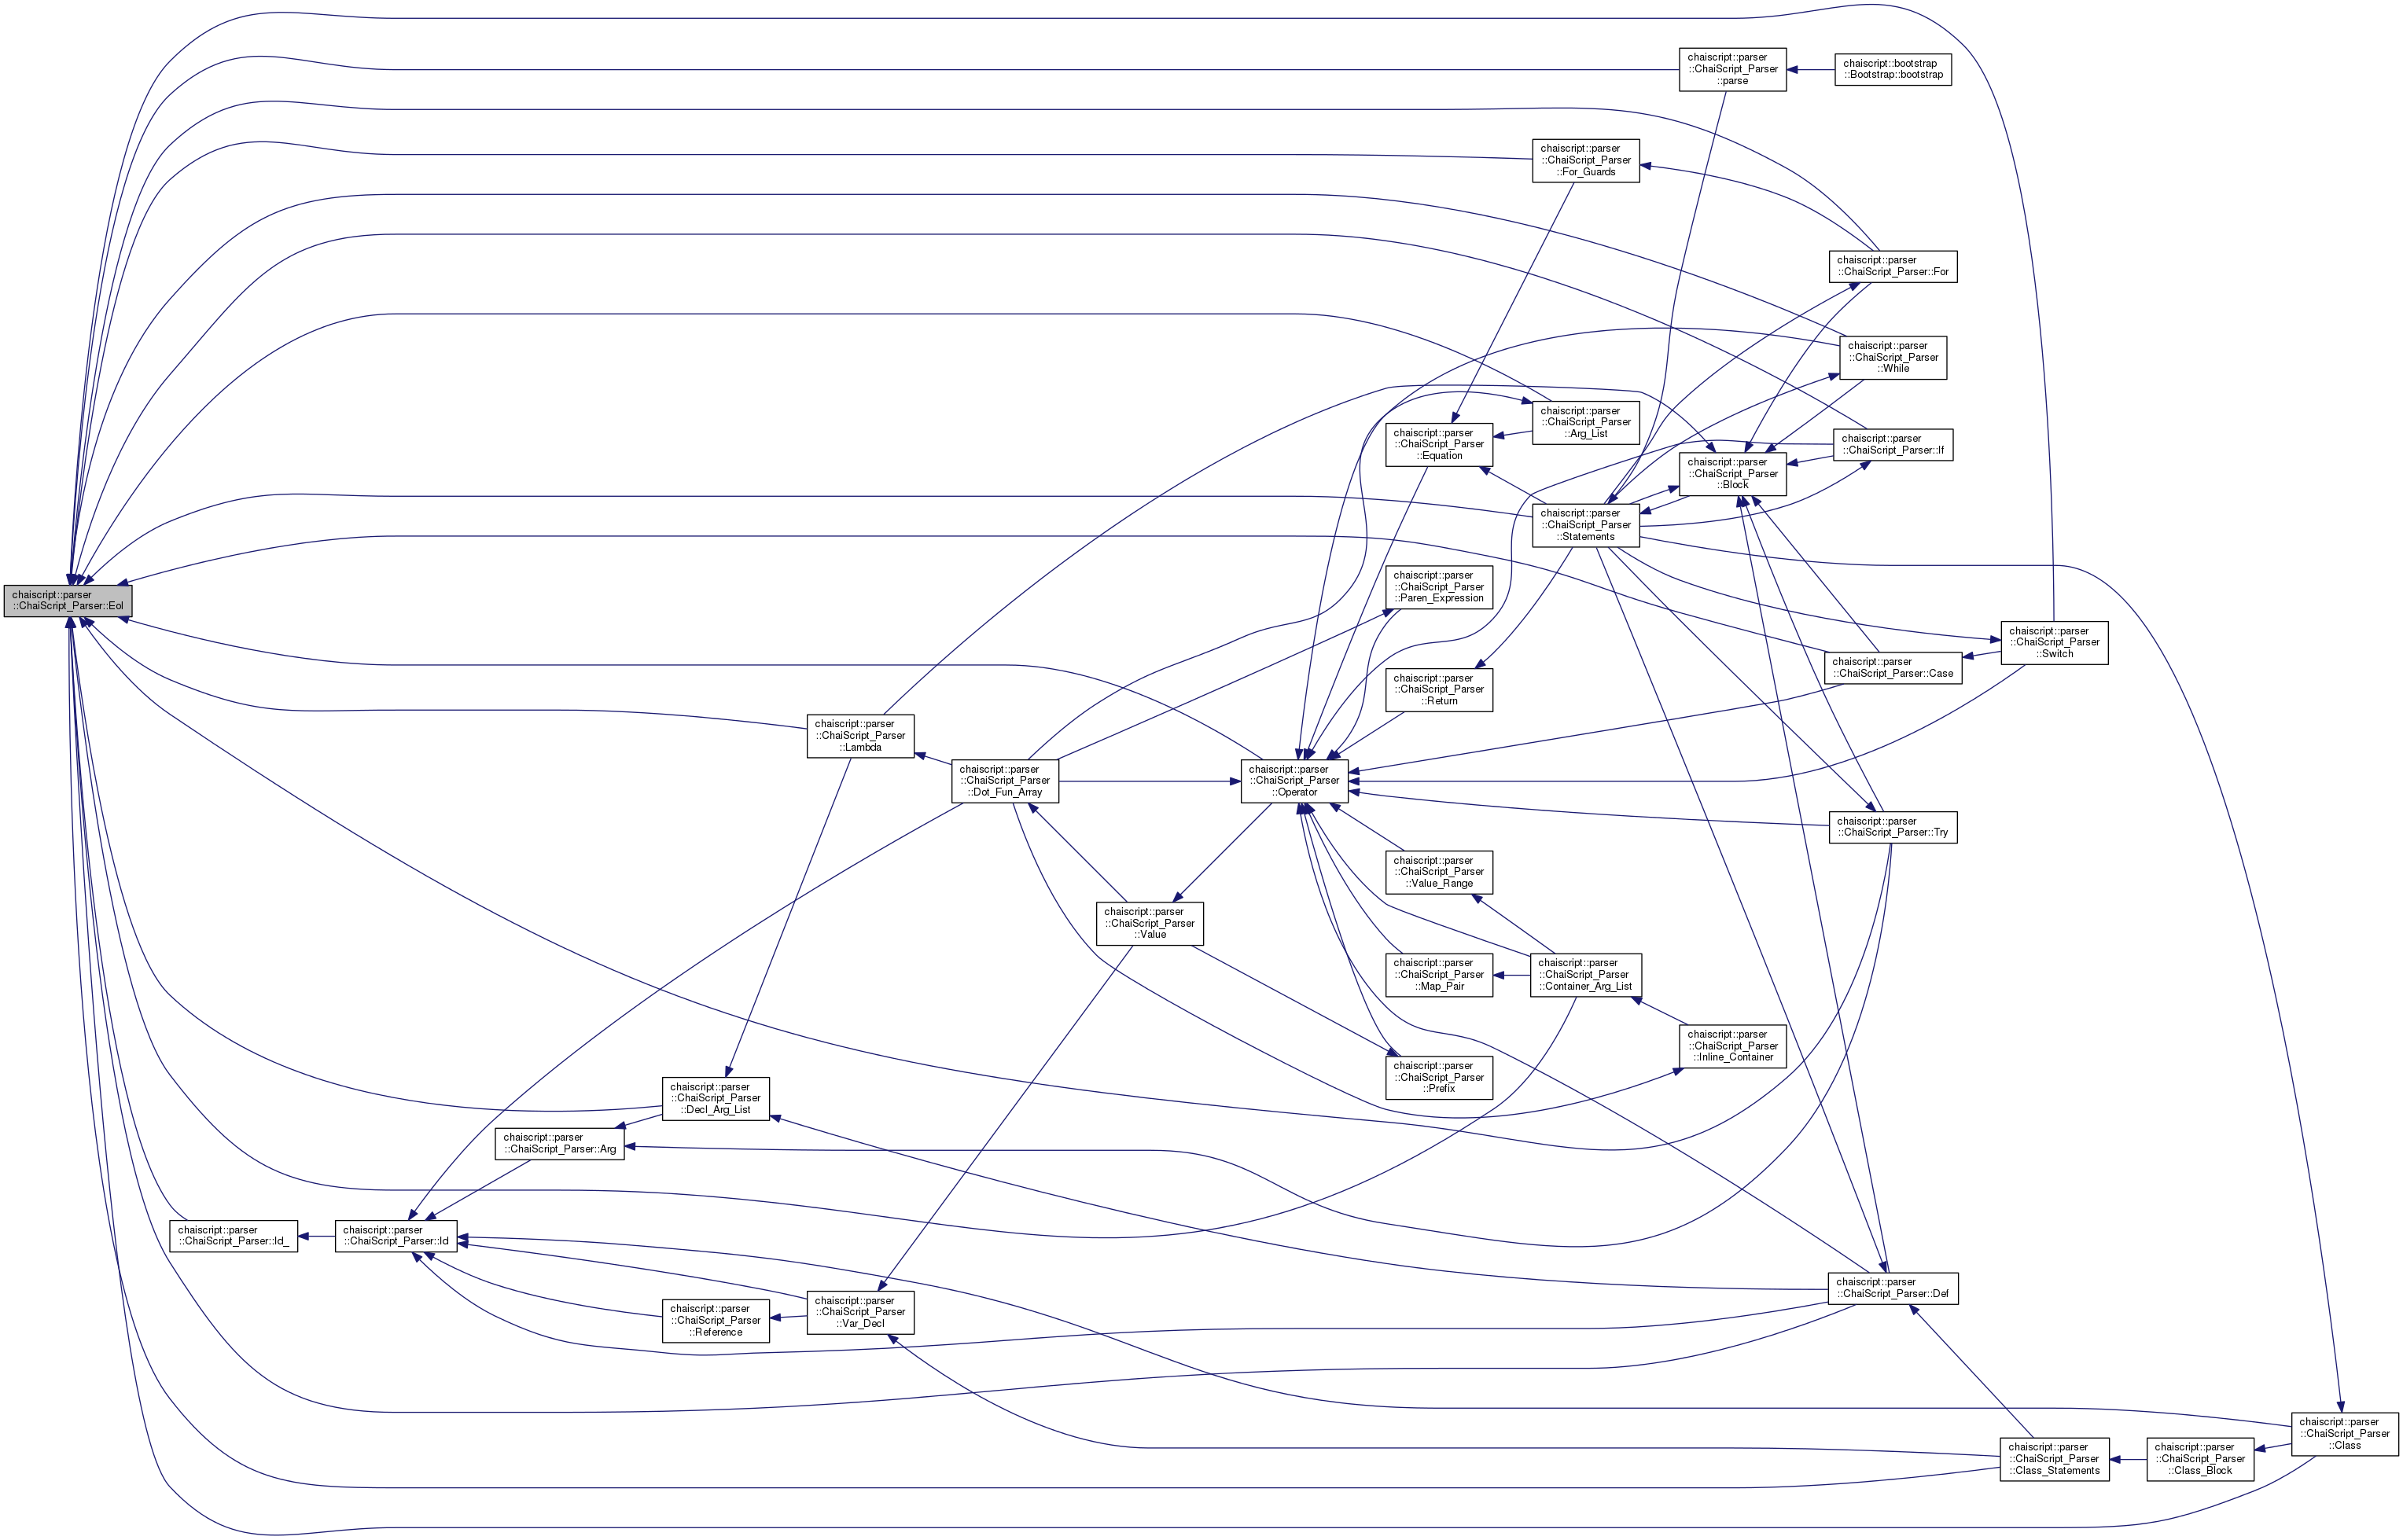 chaiscript::parser
::ChaiScript_Parser
::parse
chaiscript::bootstrap
::Bootstrap::bootstrap
chaiscript::parser
::ChaiScript_Parser
::For_Guards
chaiscript::parser
::ChaiScript_Parser::For
chaiscript::parser
::ChaiScript_Parser
::While
chaiscript::parser
::ChaiScript_Parser
::Arg_List
chaiscript::parser
::ChaiScript_Parser
::Equation
chaiscript::parser
::ChaiScript_Parser::If
chaiscript::parser
::ChaiScript_Parser
::Block
chaiscript::parser
::ChaiScript_Parser
::Statements
chaiscript::parser
::ChaiScript_Parser
::Paren_Expression
chaiscript::parser
::ChaiScript_Parser::Eol
chaiscript::parser
::ChaiScript_Parser
::Switch
chaiscript::parser
::ChaiScript_Parser::Case
chaiscript::parser
::ChaiScript_Parser
::Return
chaiscript::parser
::ChaiScript_Parser
::Lambda
chaiscript::parser
::ChaiScript_Parser
::Dot_Fun_Array
chaiscript::parser
::ChaiScript_Parser
::Operator
chaiscript::parser
::ChaiScript_Parser::Try
chaiscript::parser
::ChaiScript_Parser
::Value_Range
chaiscript::parser
::ChaiScript_Parser
::Value
chaiscript::parser
::ChaiScript_Parser
::Map_Pair
chaiscript::parser
::ChaiScript_Parser
::Container_Arg_List
chaiscript::parser
::ChaiScript_Parser
::Inline_Container
chaiscript::parser
::ChaiScript_Parser
::Prefix
chaiscript::parser
::ChaiScript_Parser
::Decl_Arg_List
chaiscript::parser
::ChaiScript_Parser::Arg
chaiscript::parser
::ChaiScript_Parser::Id_
chaiscript::parser
::ChaiScript_Parser::Id
chaiscript::parser
::ChaiScript_Parser::Def
chaiscript::parser
::ChaiScript_Parser
::Var_Decl
chaiscript::parser
::ChaiScript_Parser
::Reference
chaiscript::parser
::ChaiScript_Parser
::Class
chaiscript::parser
::ChaiScript_Parser
::Class_Statements
chaiscript::parser
::ChaiScript_Parser
::Class_Block